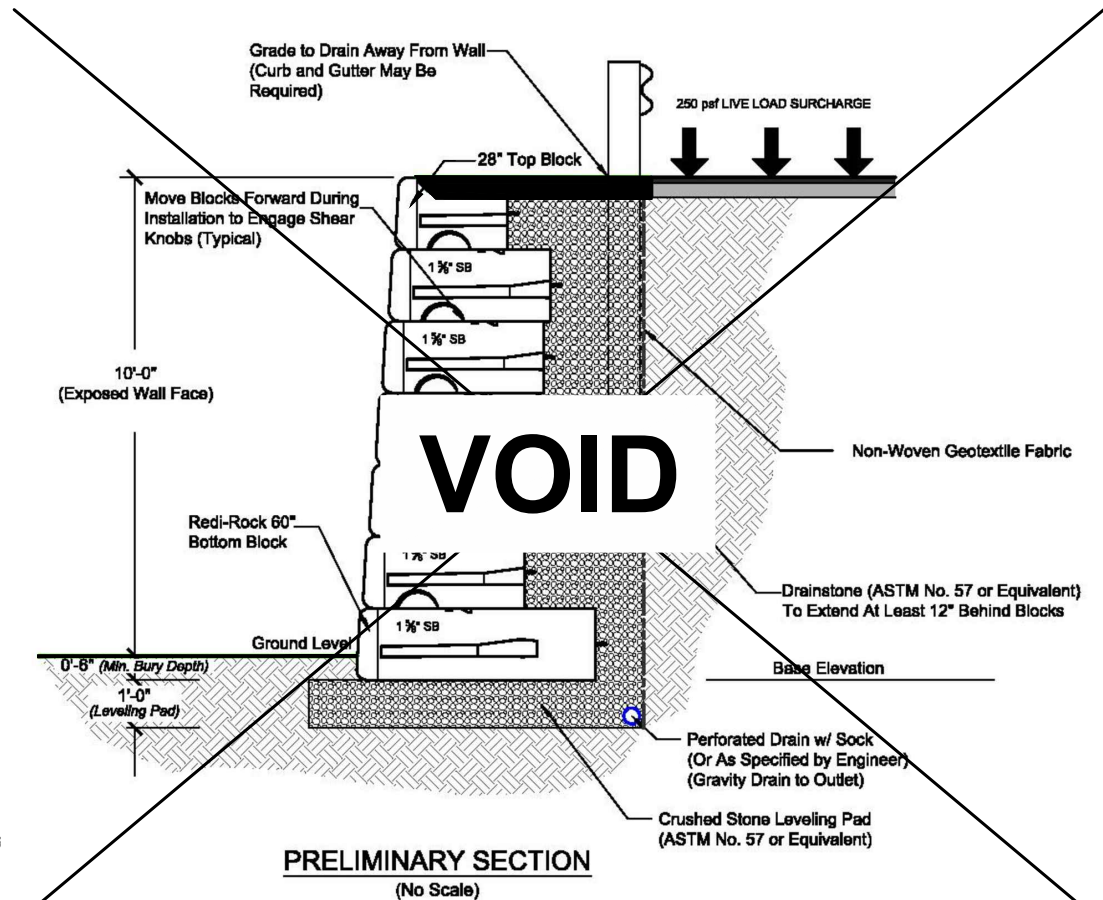 Grade to Drain Away From Wall
(Curb and Gutter May Be
Required)
250 psf LIVE LOAD SURCHARGE
28" Top Block
Move Blocks Forward During
Installation to Engage Shear
Knobs (Typical)
1 5⁄8" SB
1 5⁄8" SB
10'-0"
(Exposed Wall Face)
VOID
Non-Woven Geotextile Fabric
Redi-Rock 60"
Bottom Block
1 5⁄8" SB
Drainstone (ASTM No. 57 or Equivalent)
To Extend At Least 12" Behind Blocks
1 5⁄8" SB
Ground Level
0'-6" (Min. Bury Depth)
Base Elevation
1'-0"
(Leveling Pad)
Perforated Drain w/ Sock
(Or As Specified by Engineer)
(Gravity Drain to Outlet)
Crushed Stone Leveling Pad
(ASTM No. 57 or Equivalent)
PRELIMINARY SECTION
(No Scale)